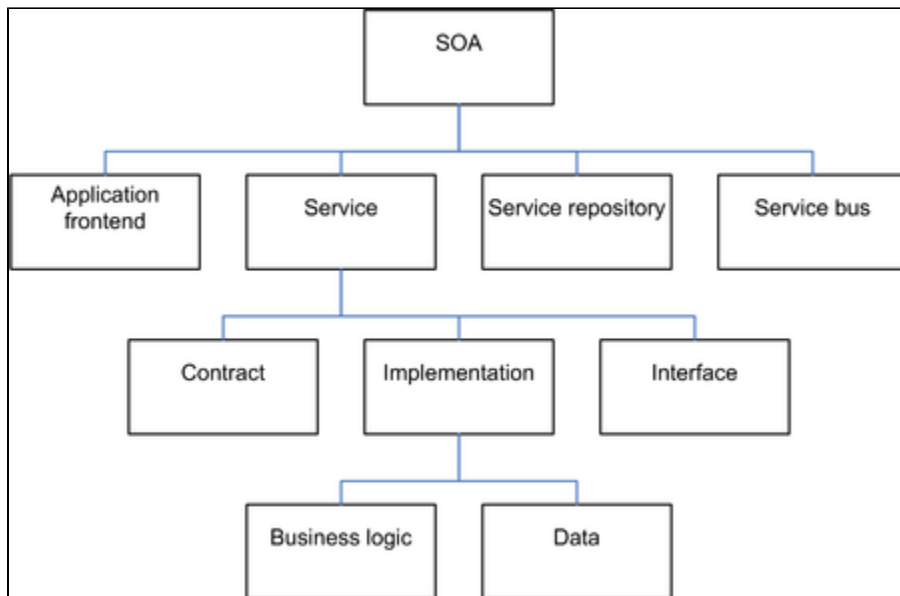 SOA
Application
frontend
Service
Service repository
Service bus
Contract
Implementation
Interface
Business logic
Data